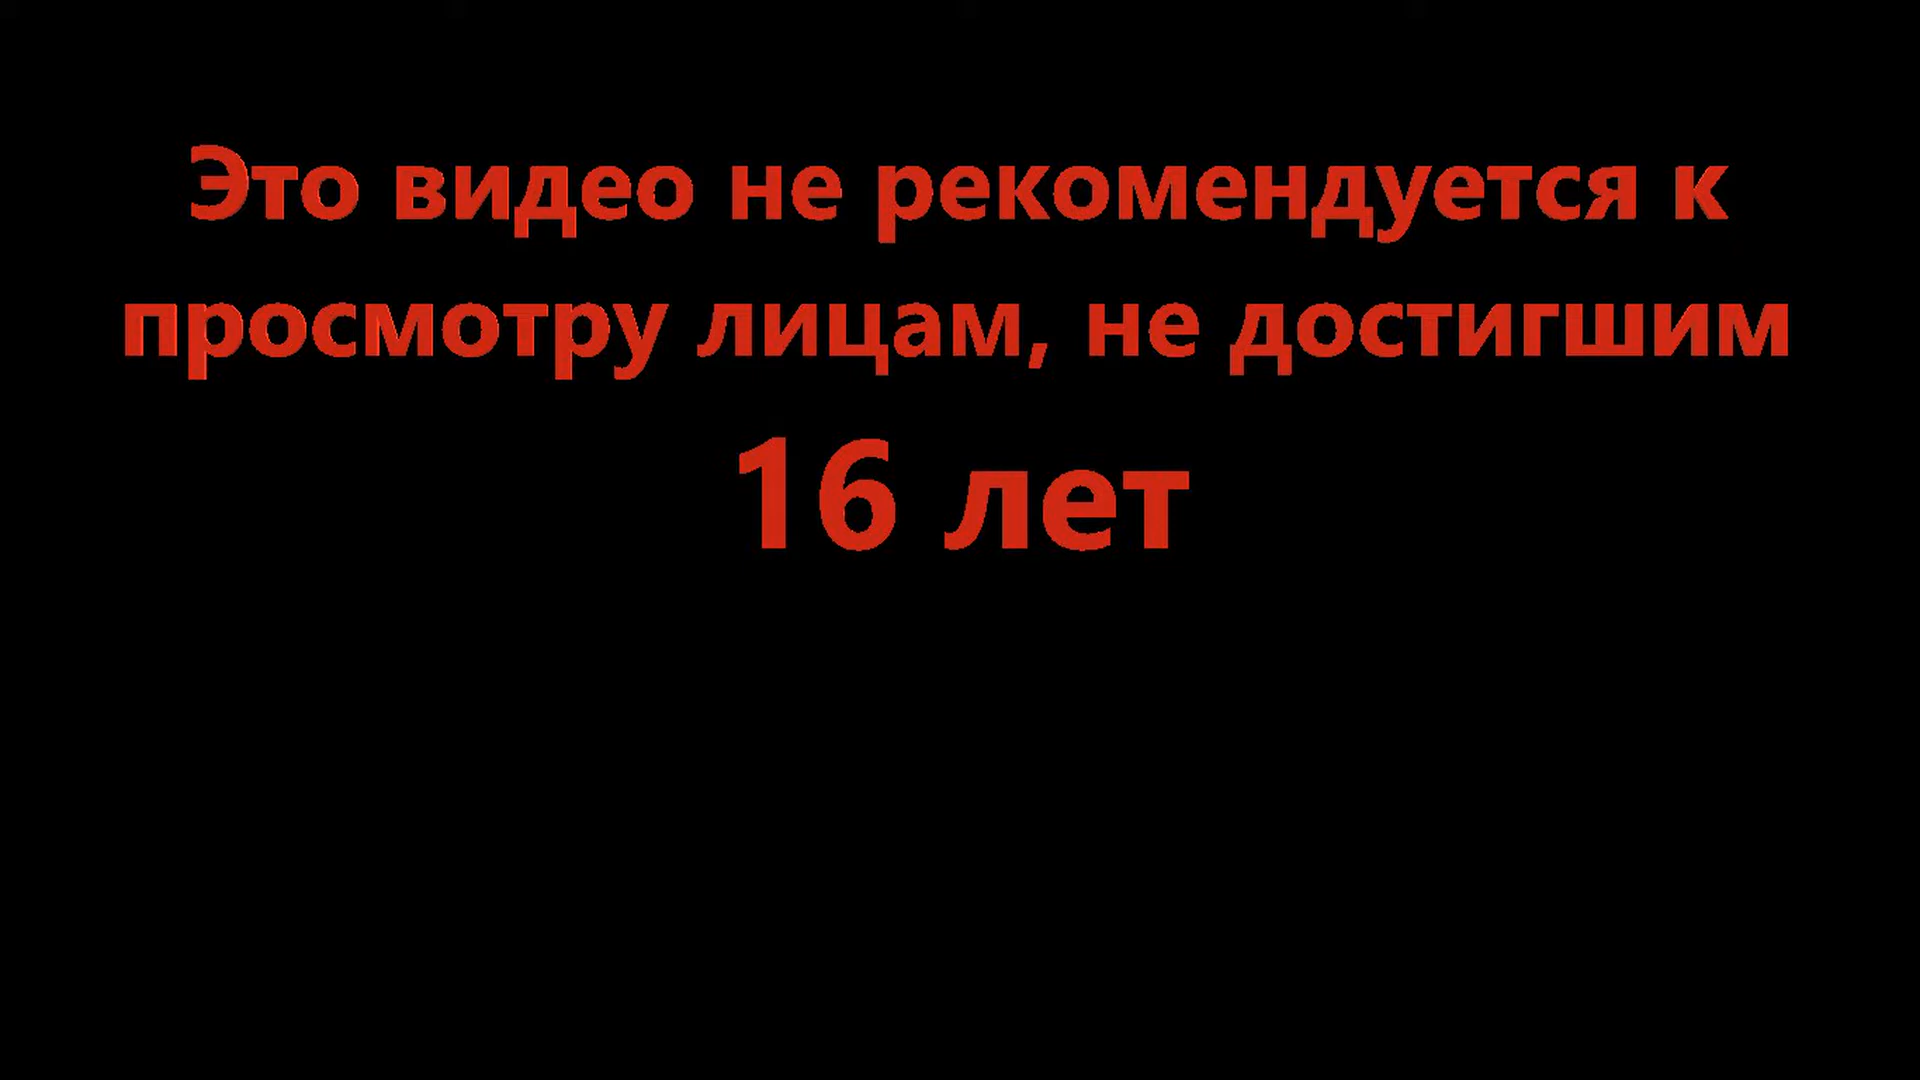 Это видео не рекомендуется к
просмотру лицам, не достигшим
16 лет